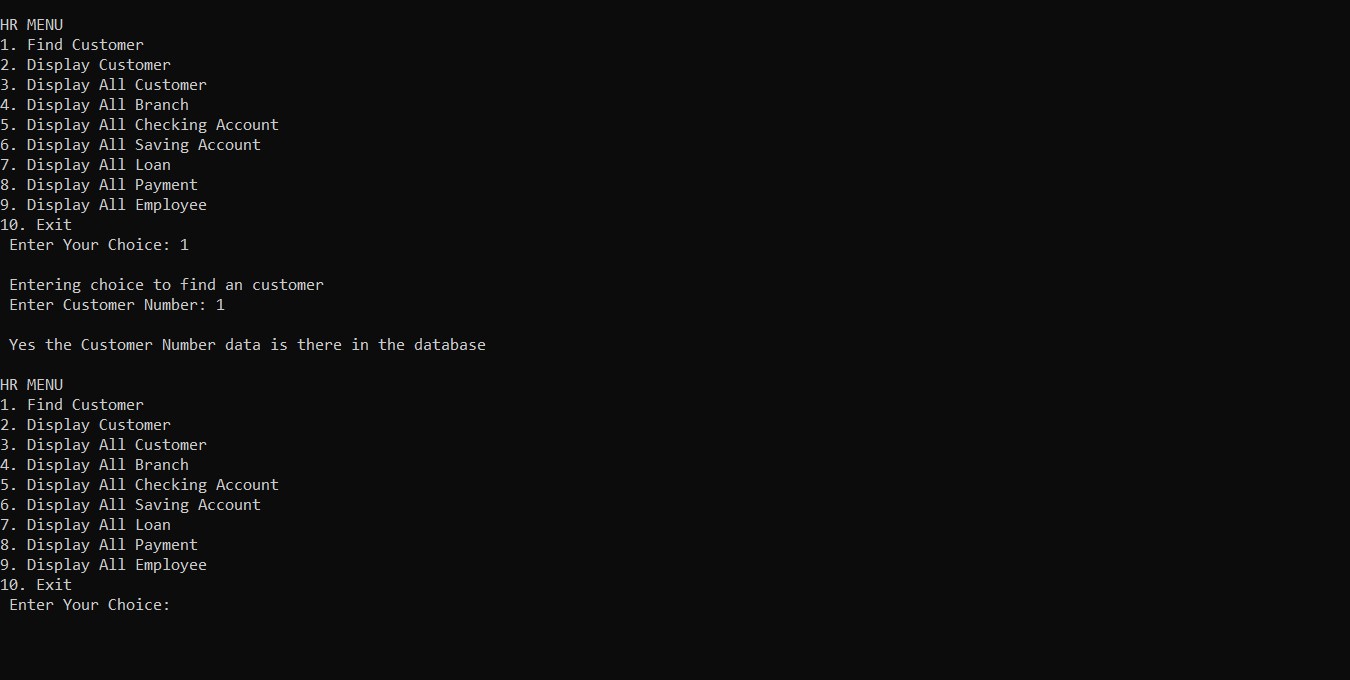 HR MENU
1. Find Customer
2. Display Customer
3. Display All Customer
4. Display All Branch
5. Display All Checking Account
6. Display All Saving Account
7. Display All Loan
8. Display All Payment
9. Display All Employee
10. Exit
Enter Your Choice: 1
Entering choice to find an customer
Enter Customer Number: 1
Yes the Customer Number data is there in the database
HR MENU
1. Find Customer
2. Display Customer
3. Display All Customer
4. Display All Branch
5. Display All Checking Account
6. Display All Saving Account
7. Display All Loan
8. Display All Payment
9. Display All Employee
10. Exit
Enter Your Choice: